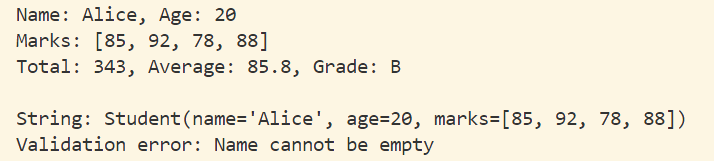 Name: Alice, Age: 20
Marks: [85, 92, 78, 88]
Total: 343, Average: 85.8, Grade: B

String: Student(name='Alice', age=20, marks=[85, 92, 78, 88])
Validation error: Name cannot be empty